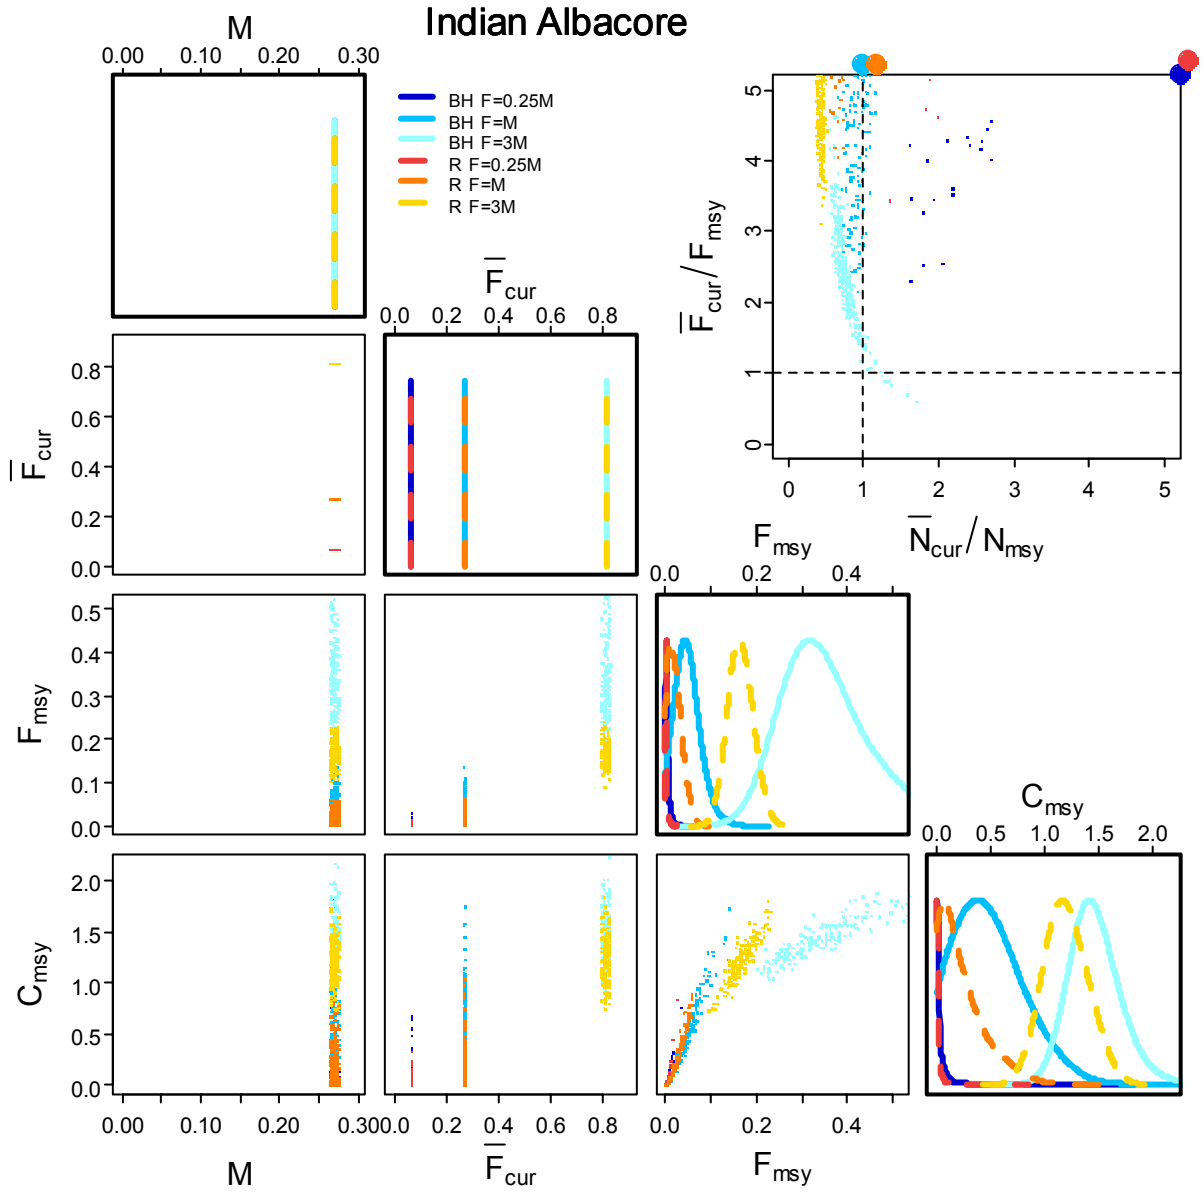 Indian Albacore
M
0.00 0.10 0.20 0.30
BH F=0.25M
BH F=M
BH F=3M
R F=0.25M
R F=M
R F=3M
F̅cur / Fmsy
5
4
3
2
1
0
0 1 2 3 4 5
N̅cur / Nmsy
F̅cur
0.0 0.2 0.4 0.6 0.8
F̅cur
0.8
0.6
0.4
0.2
0.0
Fmsy
0.0 0.2 0.4
Fmsy
0.5
0.4
0.3
0.2
0.1
0.0
Cmsy
0.0 0.5 1.0 1.5 2.0
Cmsy
2.0
1.5
1.0
0.5
0.0
0.00 0.10 0.20 0.30
M
0.0 0.2 0.4 0.6 0.8
F̅cur
0.0 0.2 0.4
Fmsy